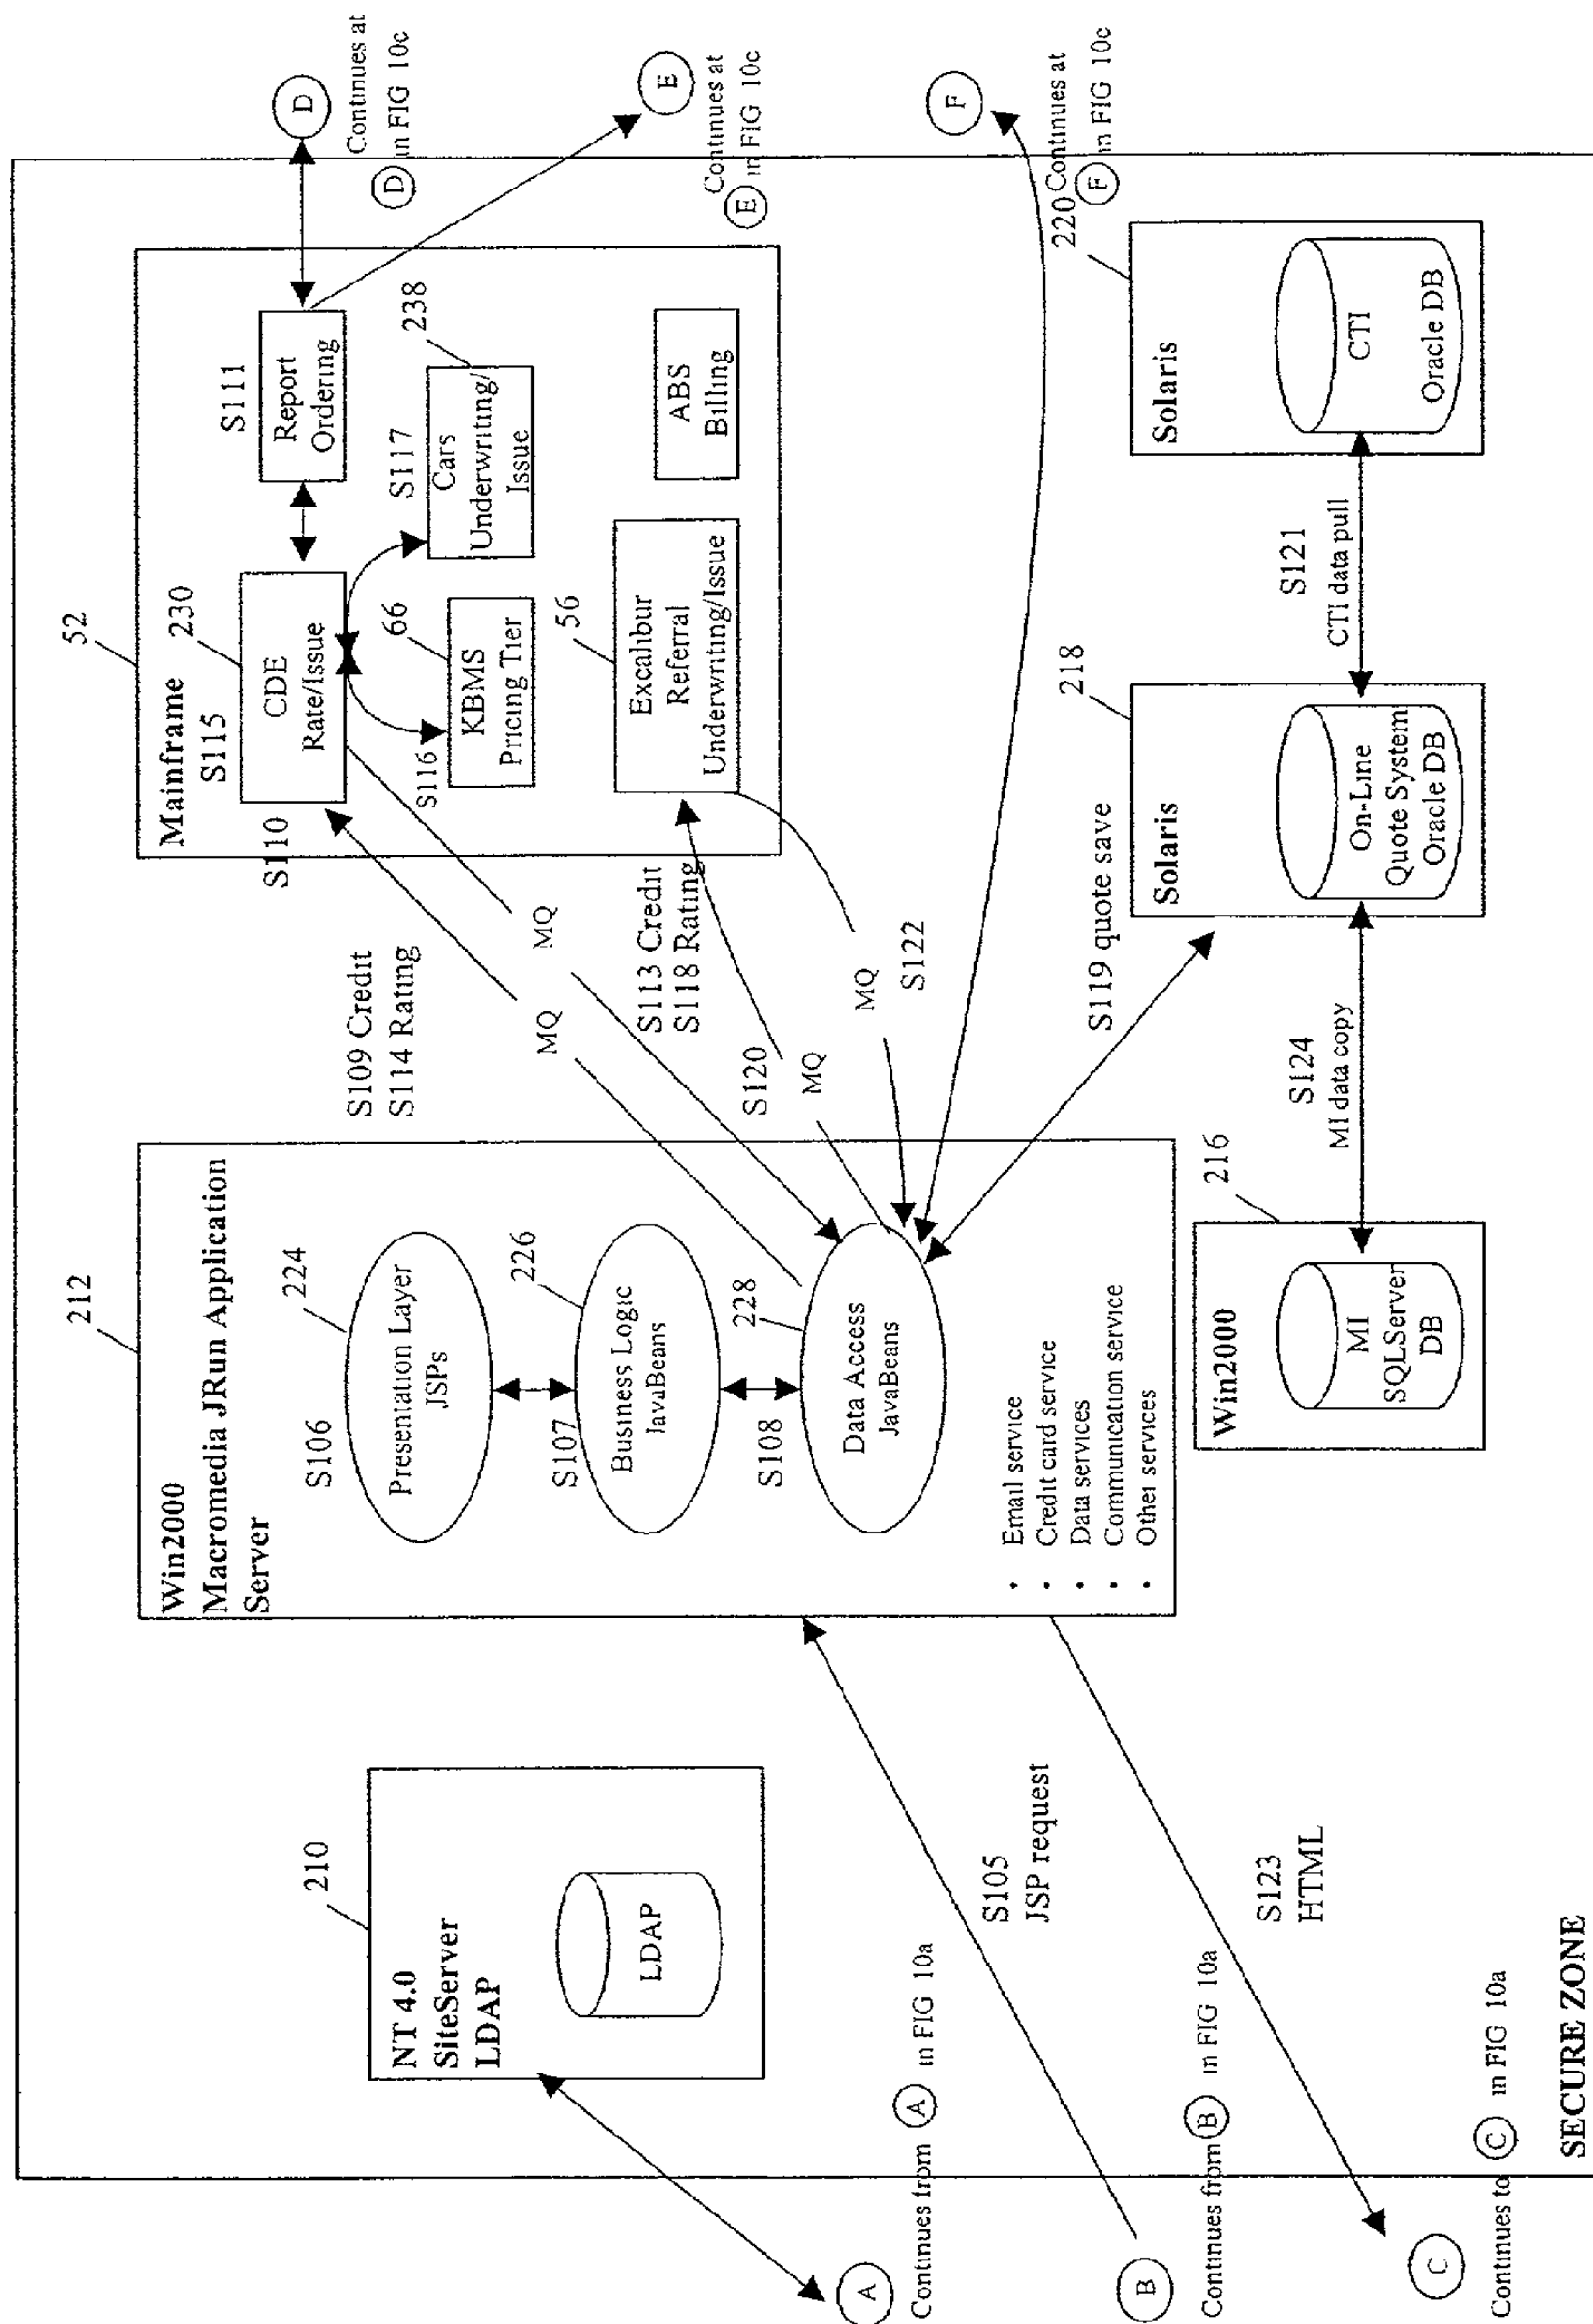 212
Win2000
Macromedia JRun Application
Server
S106
224
Presentation Layer
JSPs
S107
226
Business Logic
JavaBeans
S108
228
Data Access
JavaBeans
• Email service
• Credit card service
• Data services
• Communication service
• Other services
210
NT 4.0
SiteServer
LDAP
LDAP
A
Continues from A in FIG 10a
B
Continues from B in FIG 10a
S105
JSP request
C
Continues to C in FIG 10a
S123
HTML
SECURE ZONE
S109 Credit
S114 Rating
MQ
MQ
S110
S113 Credit
S118 Rating
S120
MQ
MQ
S122
S119 quote save
52
Mainframe
S115
230
CDE
Rate/Issue
S111
Report
Ordering
S116
66
KBMS
Pricing Tier
S117
238
Cars
Underwriting/
Issue
56
Excalibur
Referral
Underwriting/Issue
ABS
Billing
D
Continues at
D in FIG 10c
E
Continues at
E in FIG 10c
F
Continues at
F in FIG 10c
216
Win2000
MI
SQLServer
DB
S124
MI data copy
218
Solaris
On-Line
Quote System
Oracle DB
S121
CTI data pull
220
Solaris
CTI
Oracle DB